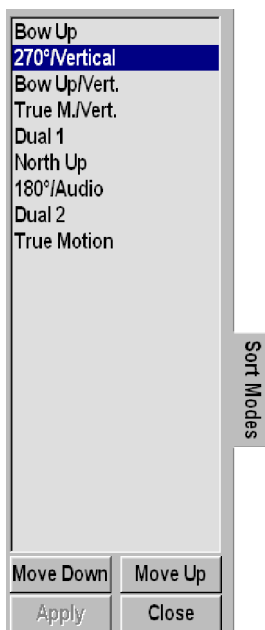 Bow Up
270°/Vertical
Bow Up/Vert.
True M./Vert.
Dual 1
North Up
180°/Audio
Dual 2
True Motion
Sort Modes
Move Down Move Up
Apply Close